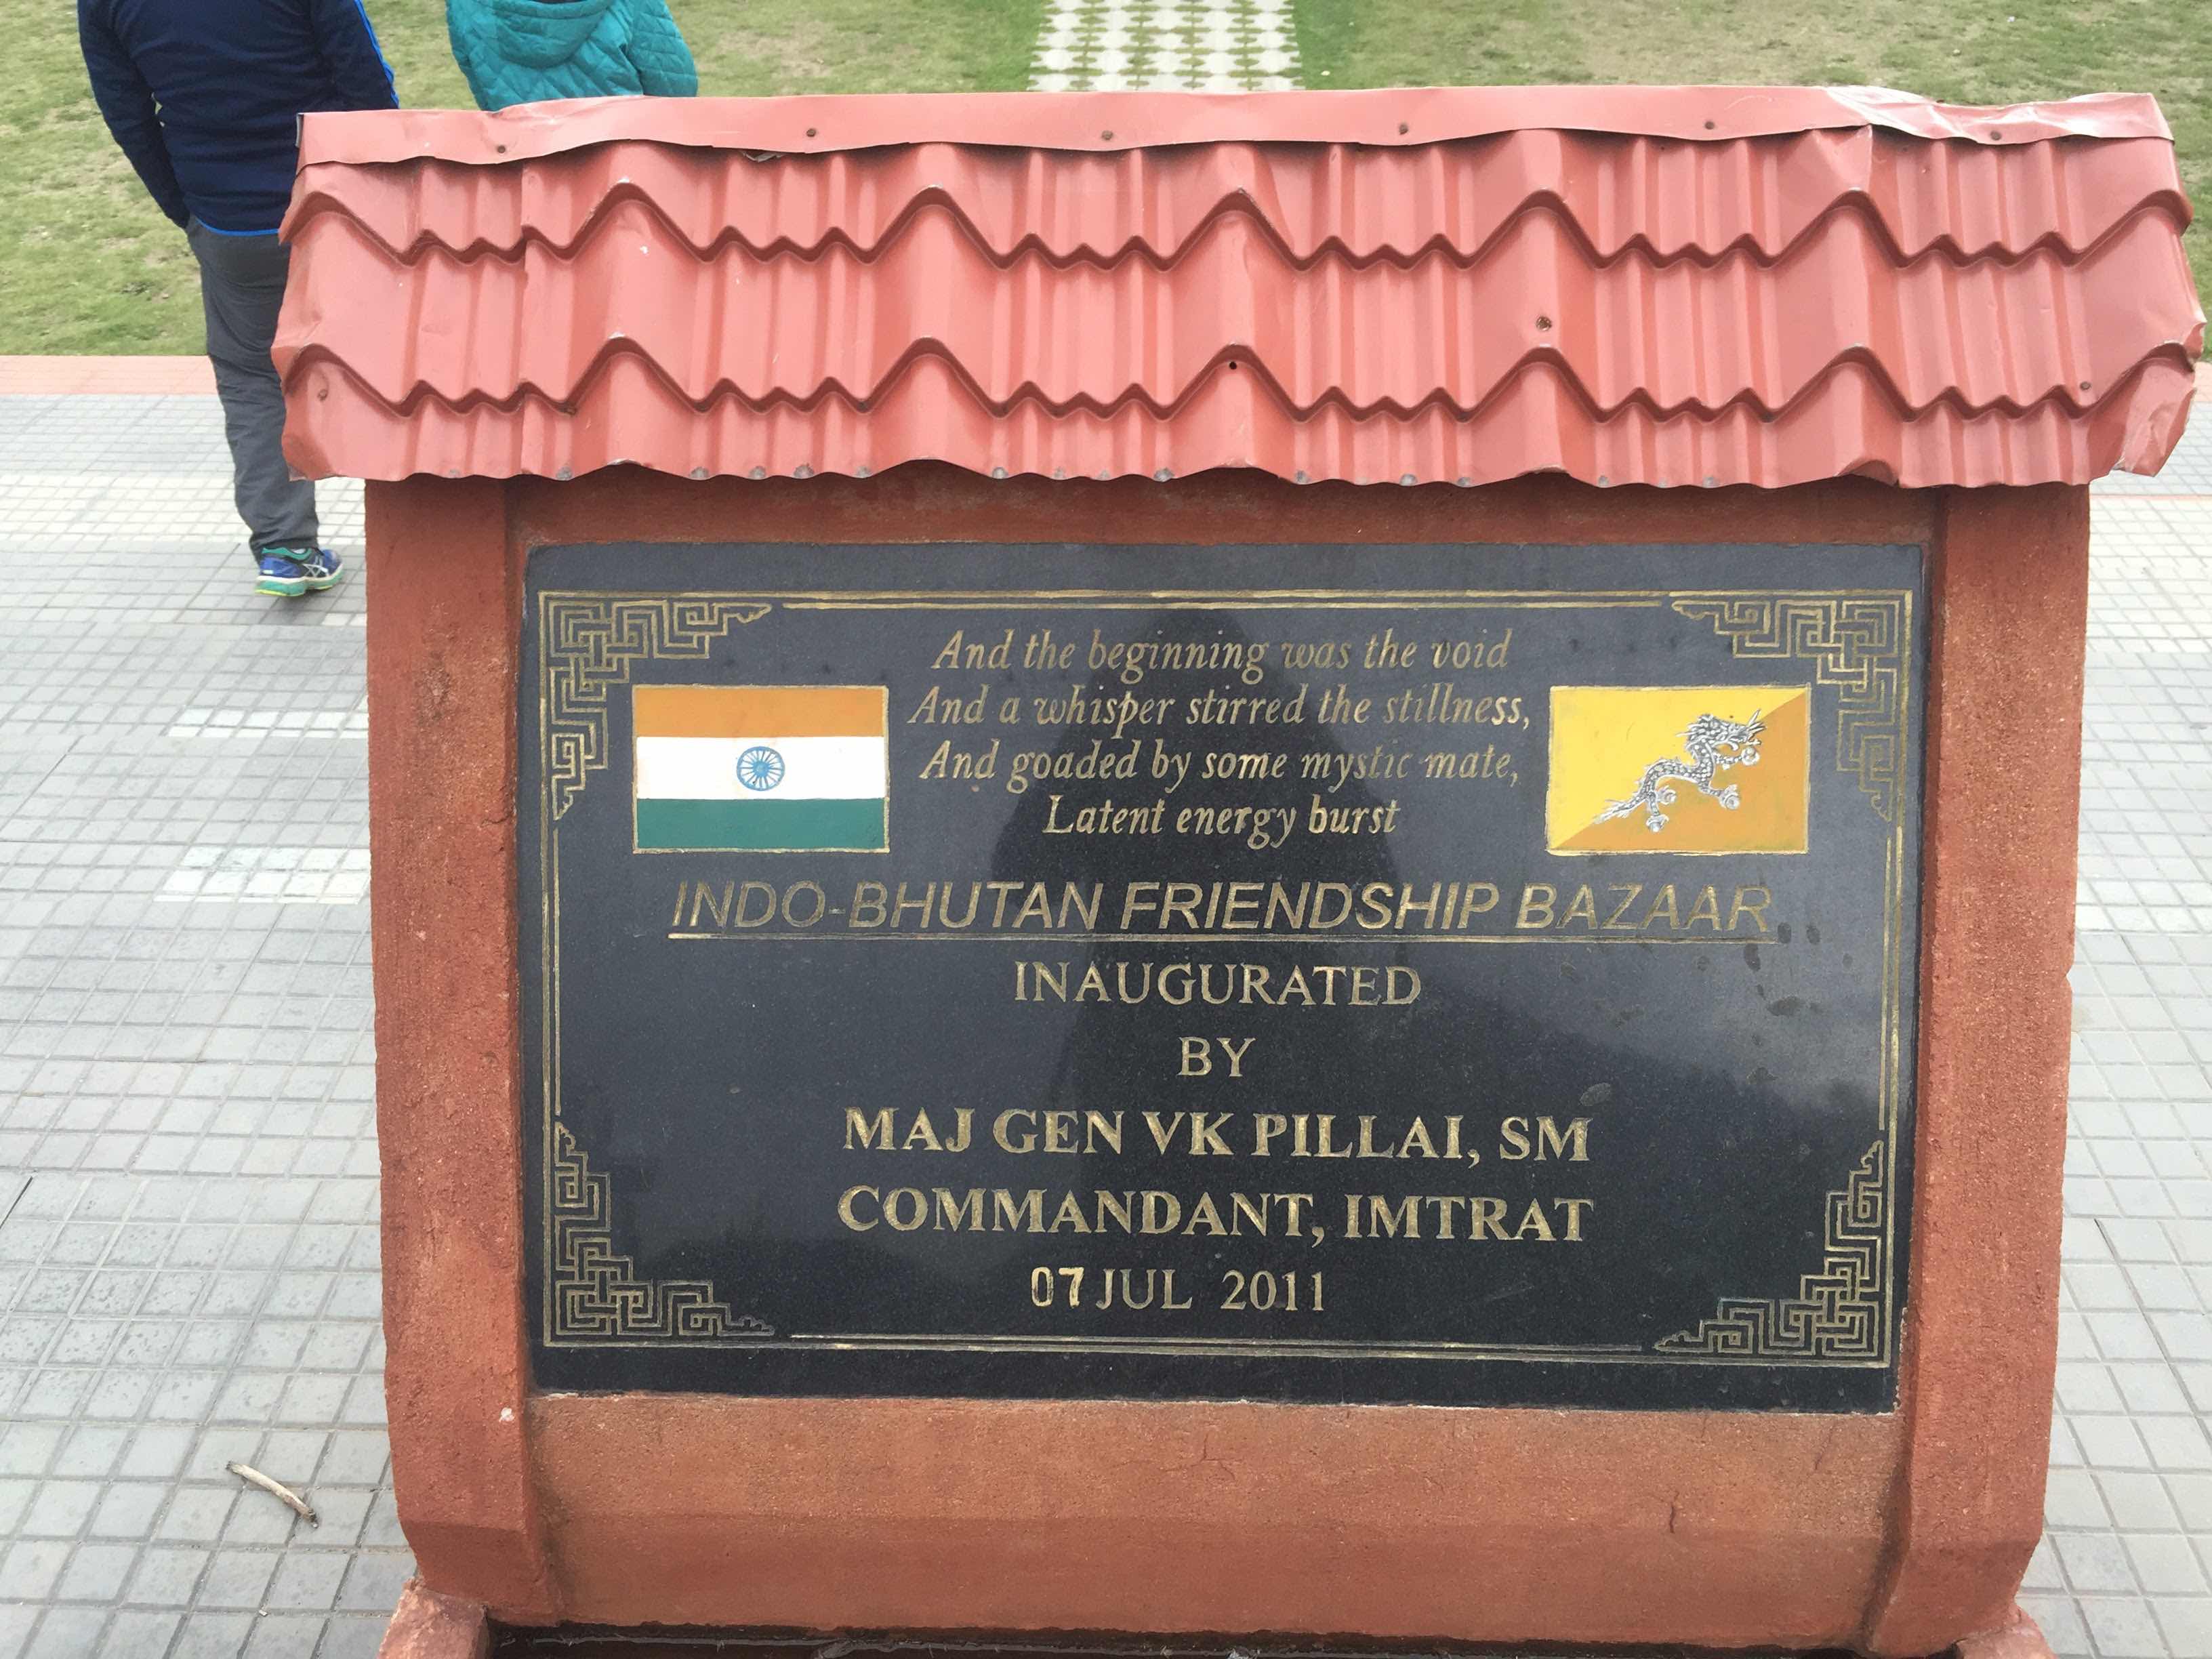 And the beginning was the void
And a whisper stirred the stillness,
And goaded by some mystic mate,
Latent energy burst
INDO-BHUTAN FRIENDSHIP BAZAAR
INAUGURATED
BY
MAJ GEN VK PILLAI, SM
COMMANDANT, IMTRAT
07 JUL 2011